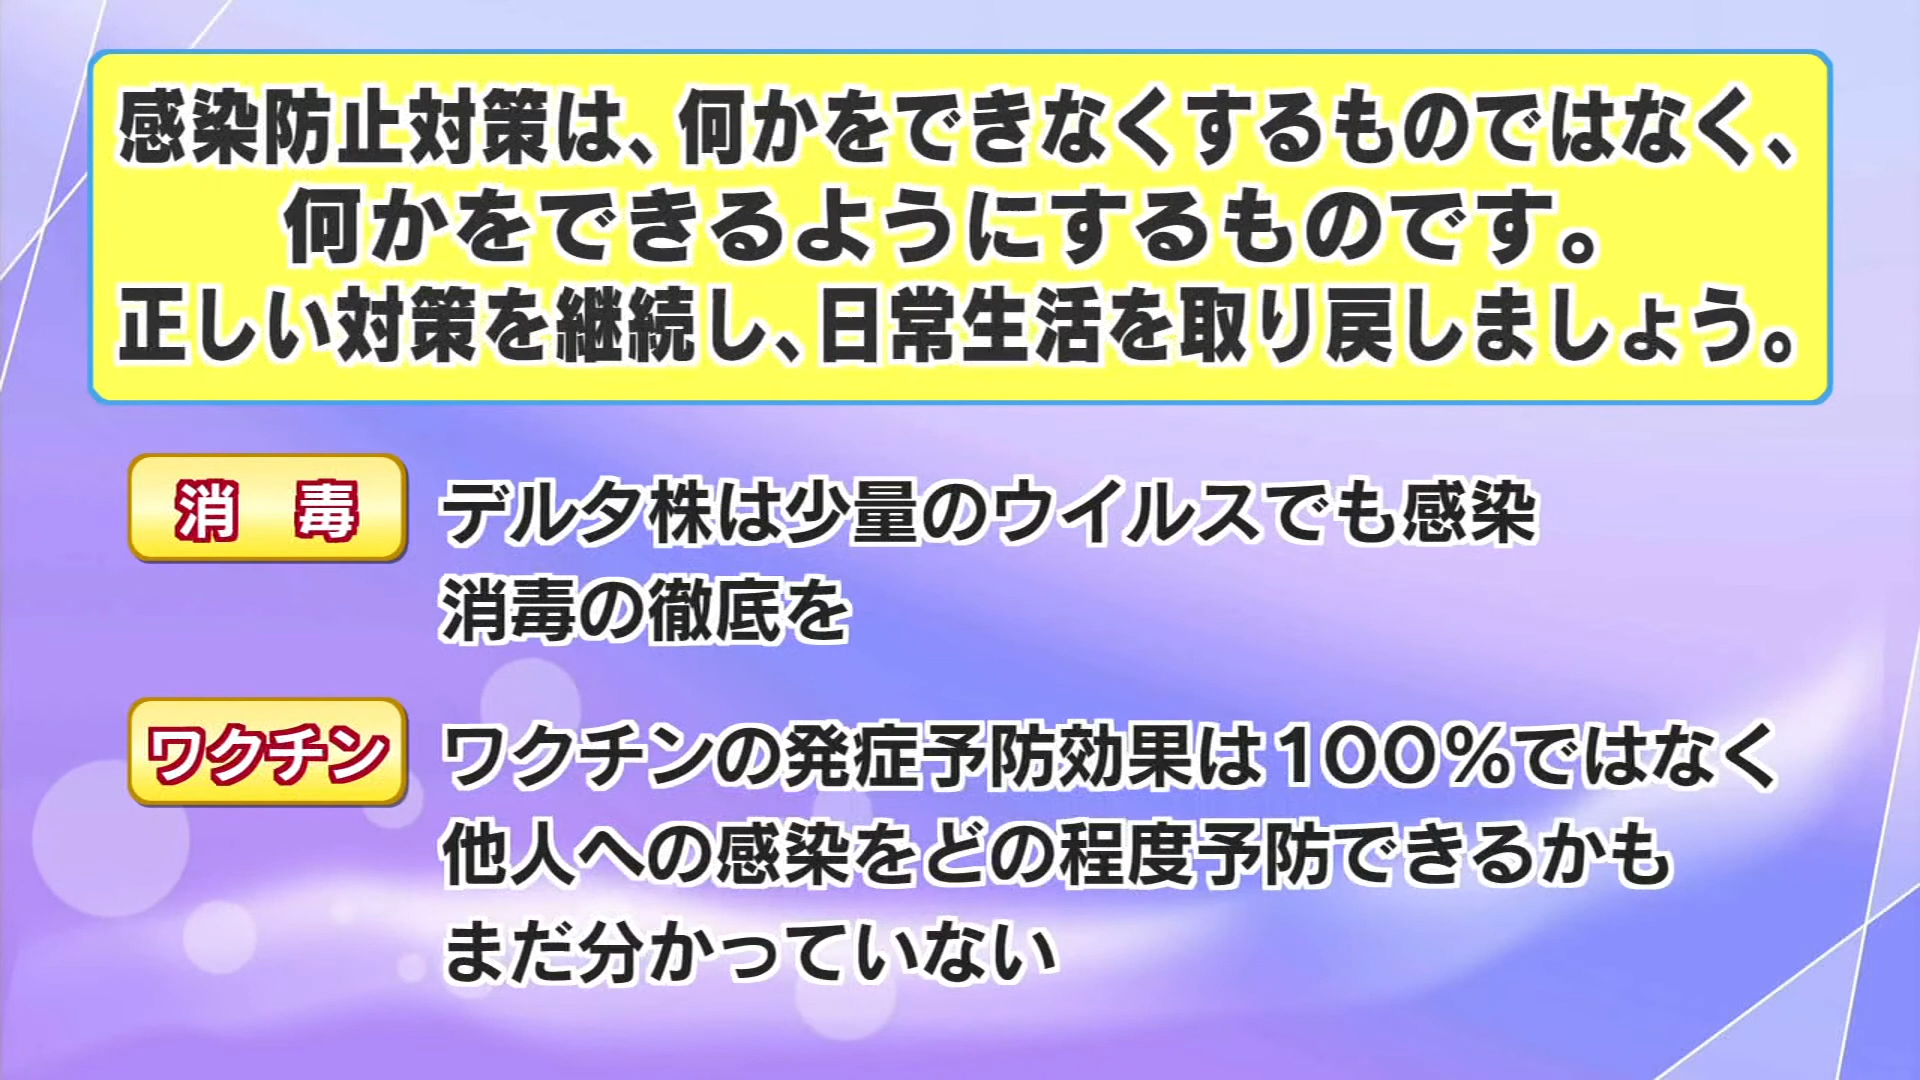 感染防止対策は、何かをできなくするものではなく、
何かをできるようにするものです。
正しい対策を継続し、日常生活を取り戻しましょう。
消　毒
デルタ株は少量のウイルスでも感染
消毒の徹底を
ワクチン
ワクチンの発症予防効果は100％ではなく
他人への感染をどの程度予防できるかも
まだ分かっていない